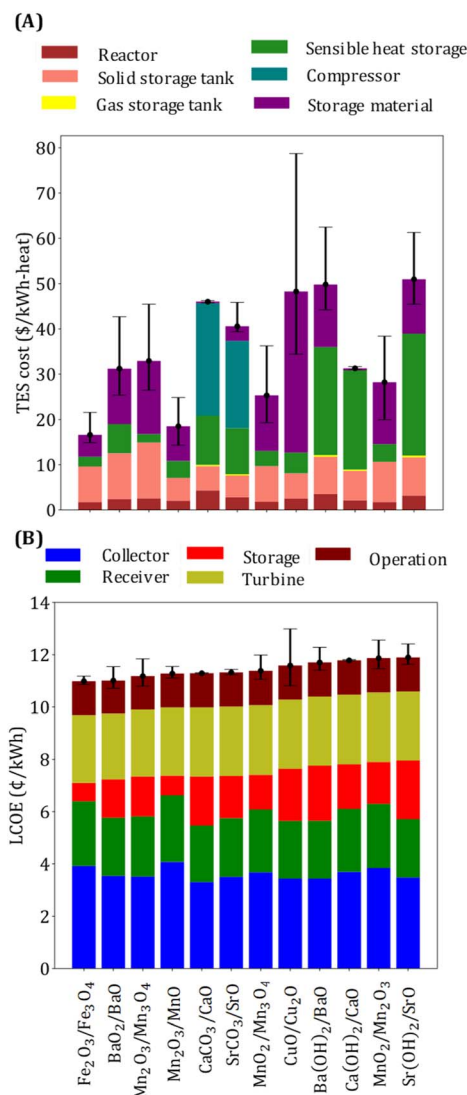 (A)
Reactor
Solid storage tank
Gas storage tank
Sensible heat storage
Compressor
Storage material
TES cost ($/kWh-heat)
80
70
60
50
40
30
20
10
0
(B)
Collector
Receiver
Storage
Turbine
Operation
LCOE (¢/kWh)
14
12
10
8
6
4
2
0
Fe₂O₃/Fe₃O₄
BaO₂/BaO
Mn₂O₃/Mn₃O₄
Mn₂O₃/MnO
CaCO₃/CaO
SrCO₃/SrO
MnO₂/Mn₃O₄
CuO/Cu₂O
Ba(OH)₂/BaO
Ca(OH)₂/CaO
MnO₂/Mn₂O₃
Sr(OH)₂/SrO